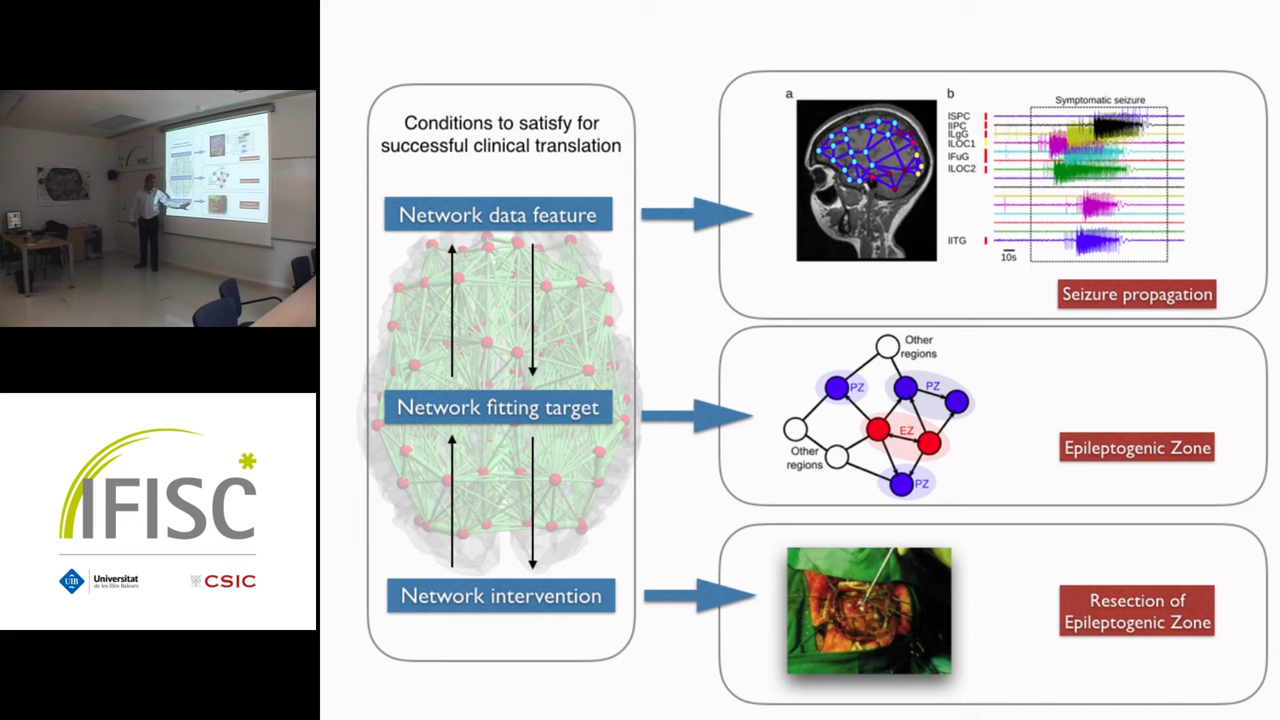 Conditions to satisfy for
successful clinical translation
Network data feature
Network fitting target
Network intervention
a
b
Symptomatic seizure
lSPC
lIPC
lLgG
lLOC1
lFuG
lLOC2
lITG
10s
Seizure propagation
Other
regions
PZ
PZ
EZ
Other
regions
PZ
Epileptogenic Zone
Resection of
Epileptogenic Zone
IFISC*
UIB
Universitat
de les Illes Balears
CSIC